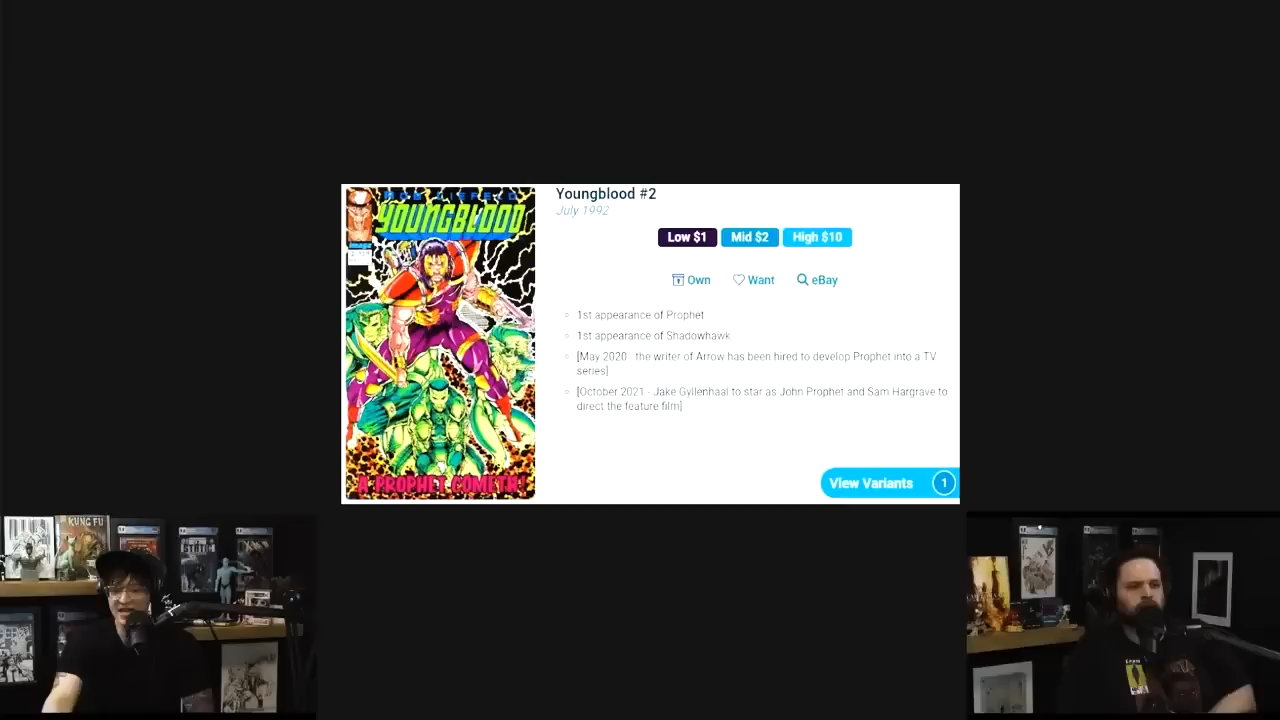 Youngblood #2
July 1992
Low $1 Mid $2 High $10
Own Want eBay
1st appearance of Prophet
1st appearance of Shadowhawk
[May 2020 - the writer of Arrow has been hired to develop Prophet into a TV
series]
[October 2021 - Jake Gyllenhaal to star as John Prophet and Sam Hargrave to
direct the feature film]
View Variants 1
ROB LIEFELD
YOUNGBLOOD
image
A PROPHET COMETH!
KUNG FU